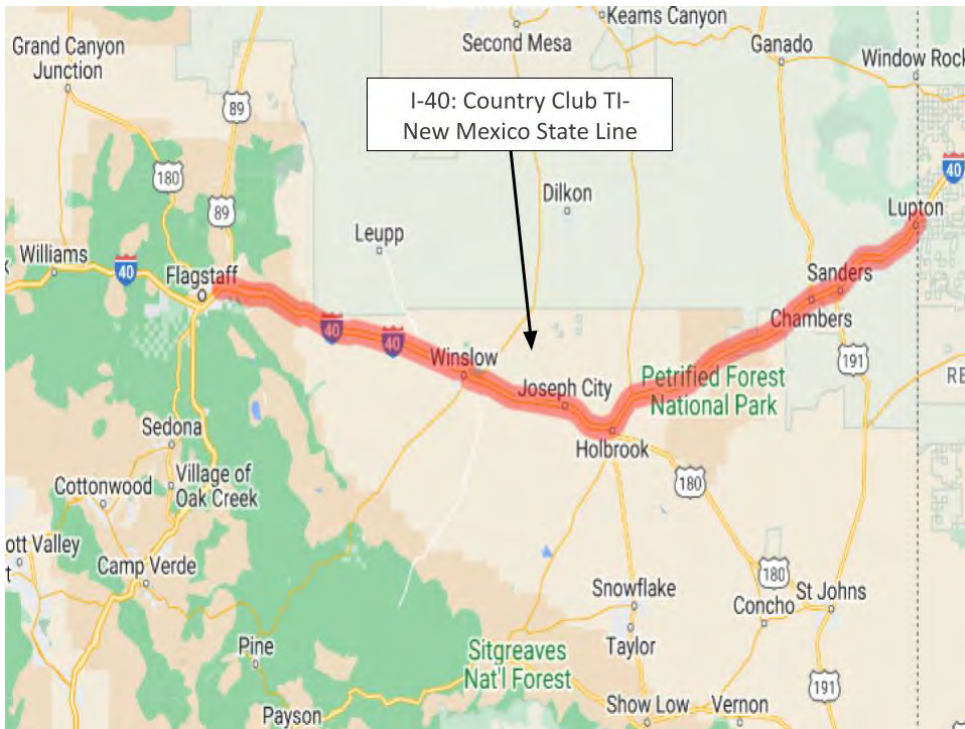 Keams Canyon
Second Mesa
Grand Canyon
Junction
Ganado
Window Rock
I-40: Country Club TI-
New Mexico State Line
89
180
40
Dilkon
89
Lupton
Leupp
Williams
40
Flagstaff
Sanders
Chambers
40
40
Winslow
191
Petrified Forest
National Park
RE
Joseph City
Holbrook
Sedona
Village of
Oak Creek
180
Cottonwood
ott Valley
t
Camp Verde
180
Snowflake
St Johns
Concho
Taylor
Pine
Sitgreaves
Nat'l Forest
191
Show Low
Vernon
Payson